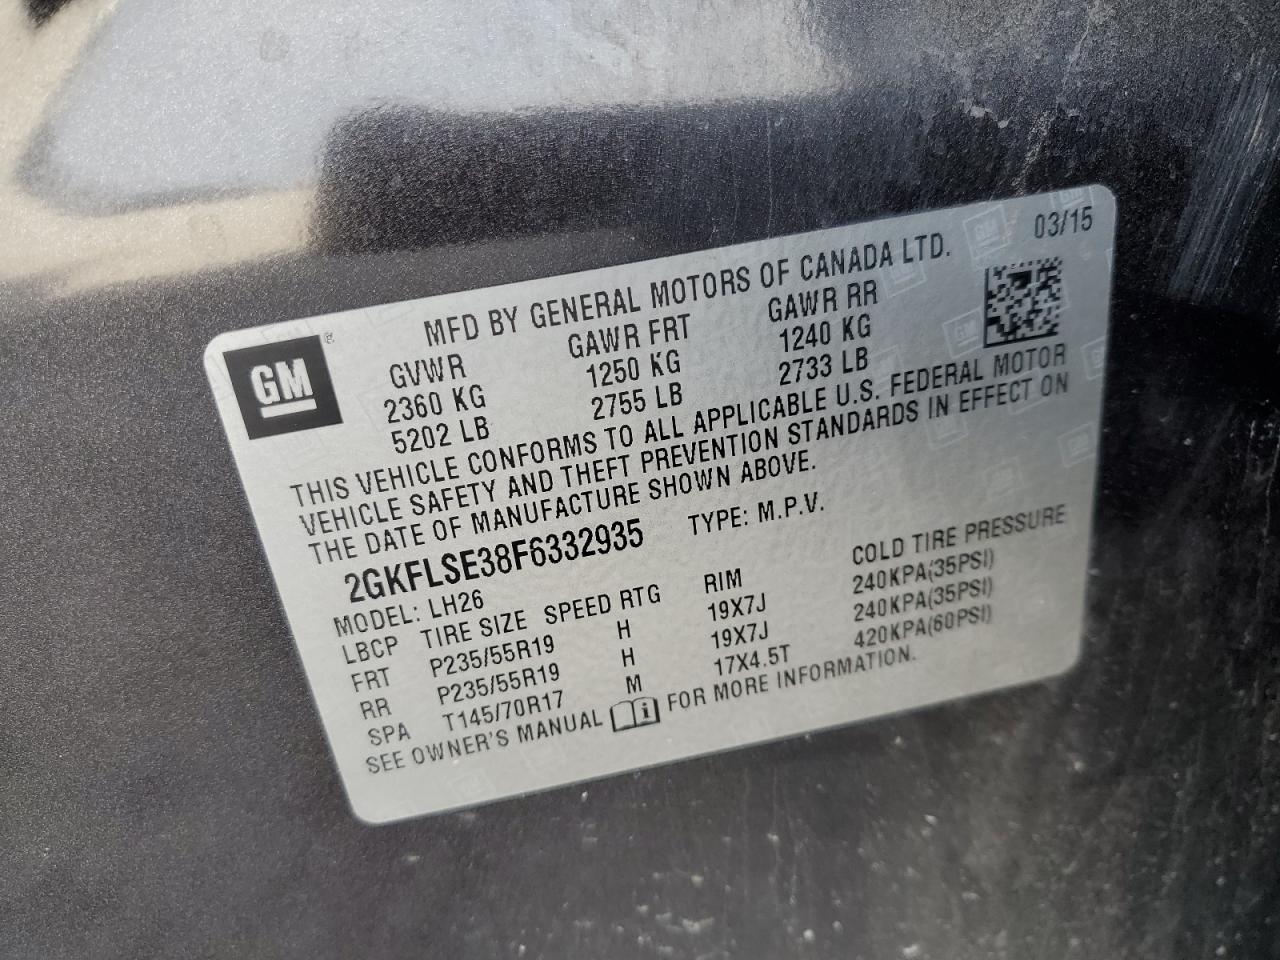 MFD BY GENERAL MOTORS OF CANADA LTD. 03/15
GM
GVWR GAWR FRT GAWR RR
2360 KG 1250 KG 1240 KG
5202 LB 2755 LB 2733 LB
THIS VEHICLE CONFORMS TO ALL APPLICABLE U.S. FEDERAL MOTOR
VEHICLE SAFETY AND THEFT PREVENTION STANDARDS IN EFFECT ON
THE DATE OF MANUFACTURE SHOWN ABOVE.
2GKFLSE38F6332935 TYPE: M.P.V.
MODEL: LH26
LBCP TIRE SIZE SPEED RTG RIM COLD TIRE PRESSURE
FRT P235/55R19 H 19X7J 240KPA(35PSI)
RR P235/55R19 H 19X7J 240KPA(35PSI)
SPA T145/70R17 M 17X4.5T 420KPA(60PSI)
SEE OWNER'S MANUAL i FOR MORE INFORMATION.